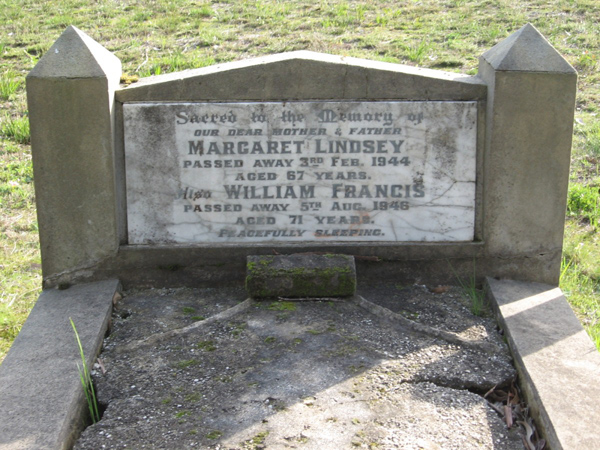 Sacred to the Memory of
OUR DEAR MOTHER & FATHER
MARGARET LINDSEY
PASSED AWAY 3RD FEB. 1944
AGED 67 YEARS.
Also WILLIAM FRANCIS
PASSED AWAY 5TH AUG. 1946
AGED 71 YEARS.
PEACEFULLY SLEEPING.